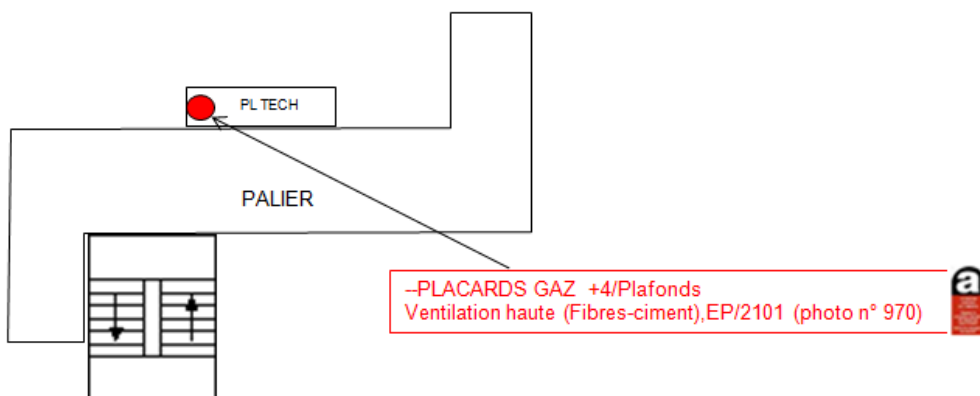 PL TECH
PALIER
--PLACARDS GAZ +4/Plafonds
Ventilation haute (Fibres-ciment),EP/2101 (photo n° 970)
a